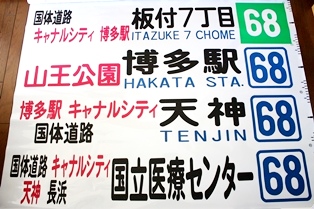 国体道路
キャナルシティ 博多駅
板付7丁目
ITAZUKE 7 CHOME
68
山王公園
博多駅
HAKATA STA.
68
博多駅 キャナルシティ
国体道路
天神
TENJIN
68
国体道路 キャナルシティ
天神 長浜
国立医療センター
68